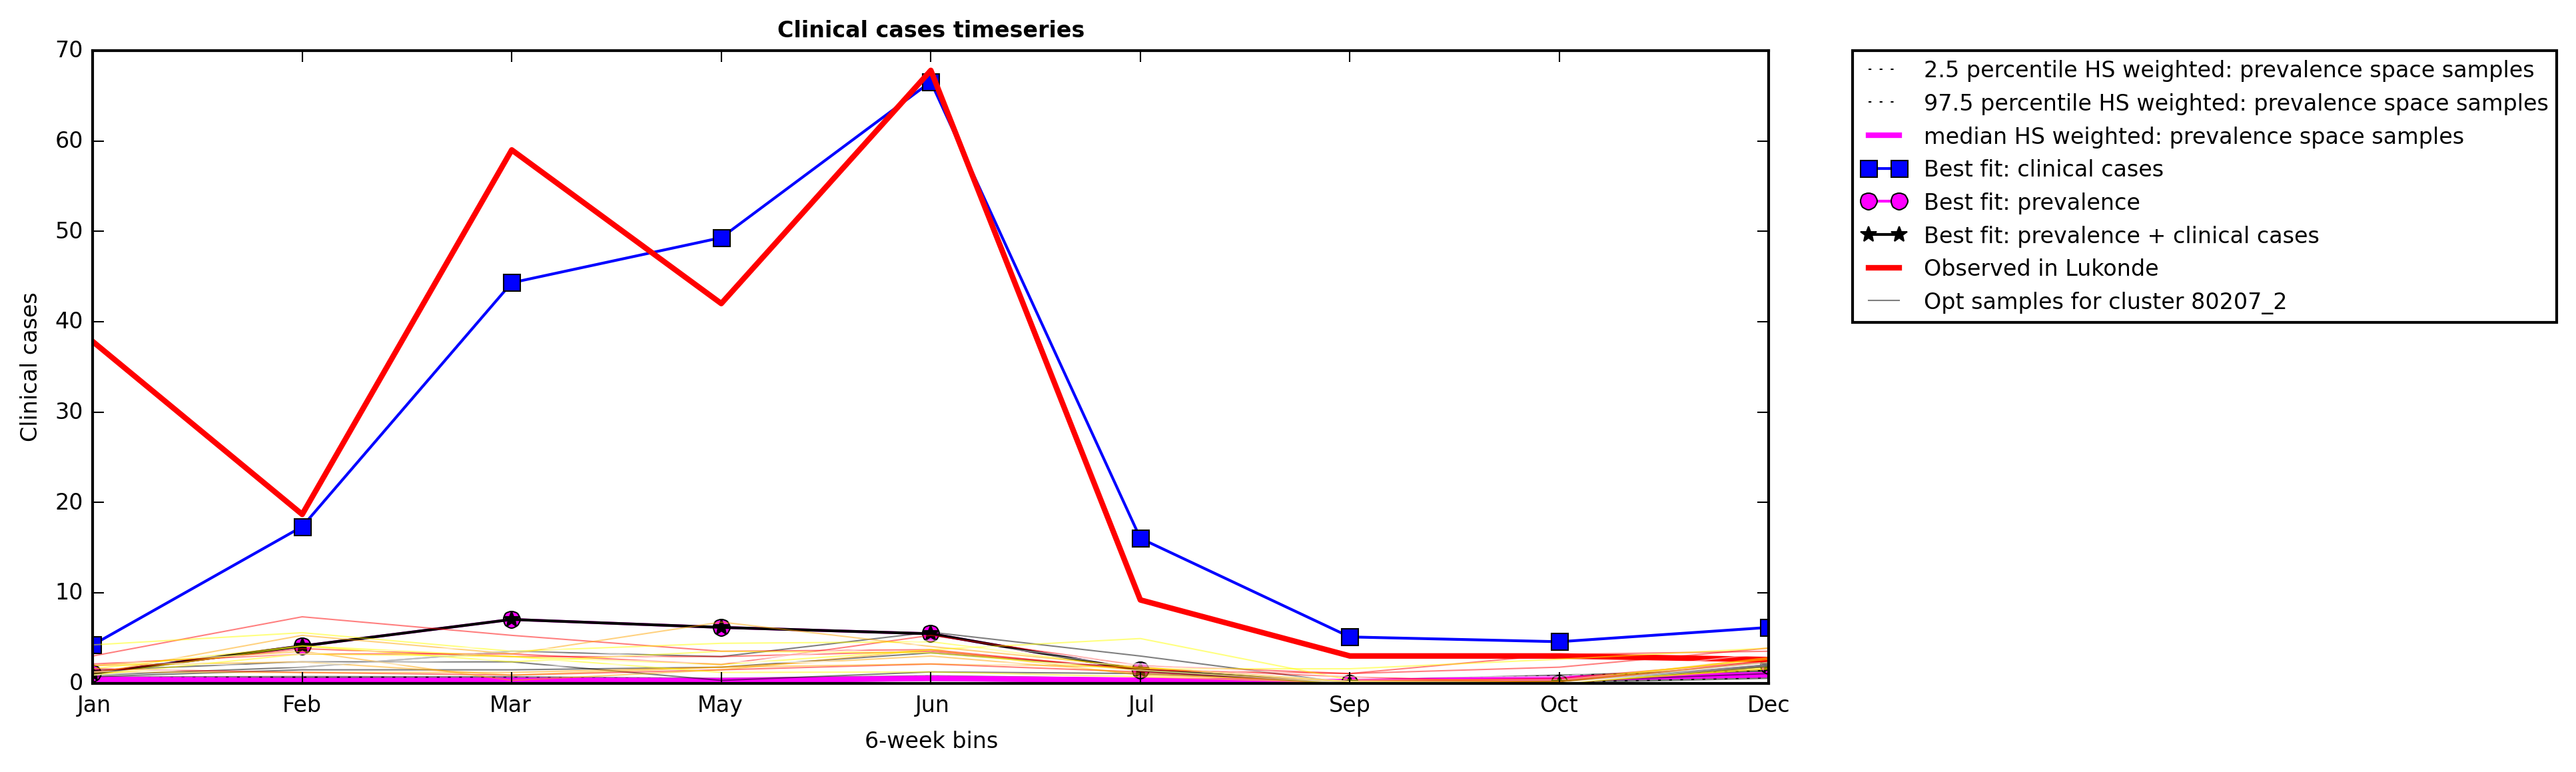 Clinical cases timeseries
70
60
50
40
30
20
10
0
Clinical cases
Jan Feb Mar May Jun Jul Sep Oct Dec
6-week bins
2.5 percentile HS weighted: prevalence space samples
97.5 percentile HS weighted: prevalence space samples
median HS weighted: prevalence space samples
Best fit: clinical cases
Best fit: prevalence
Best fit: prevalence + clinical cases
Observed in Lukonde
Opt samples for cluster 80207_2